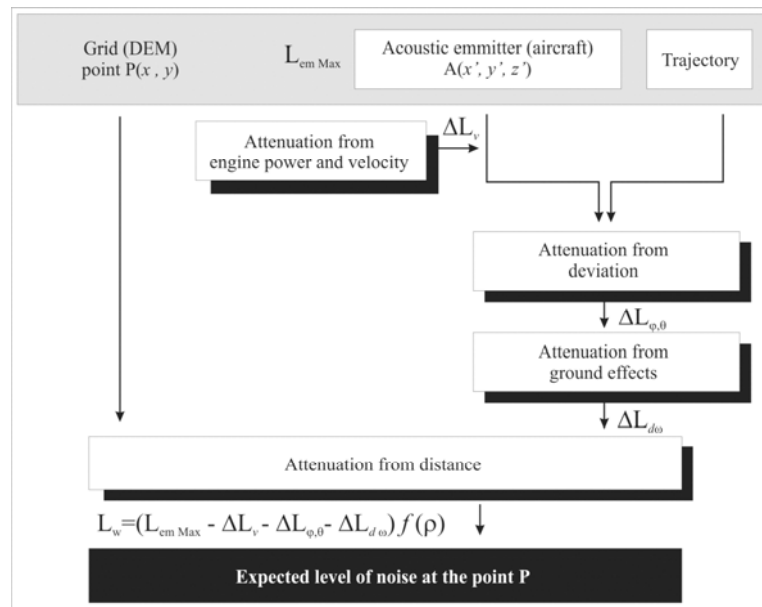 Grid (DEM)
point P(x , y)
L em Max
Acoustic emmitter (aircraft)
A(x', y', z')
Trajectory
Attenuation from
engine power and velocity
ΔLv
Attenuation from
deviation
ΔLφ,θ
Attenuation from
ground effects
ΔLdω
Attenuation from distance
Lw=(Lem Max - ΔLv - ΔLφ,θ - ΔLd ω) f(ρ)
Expected level of noise at the point P